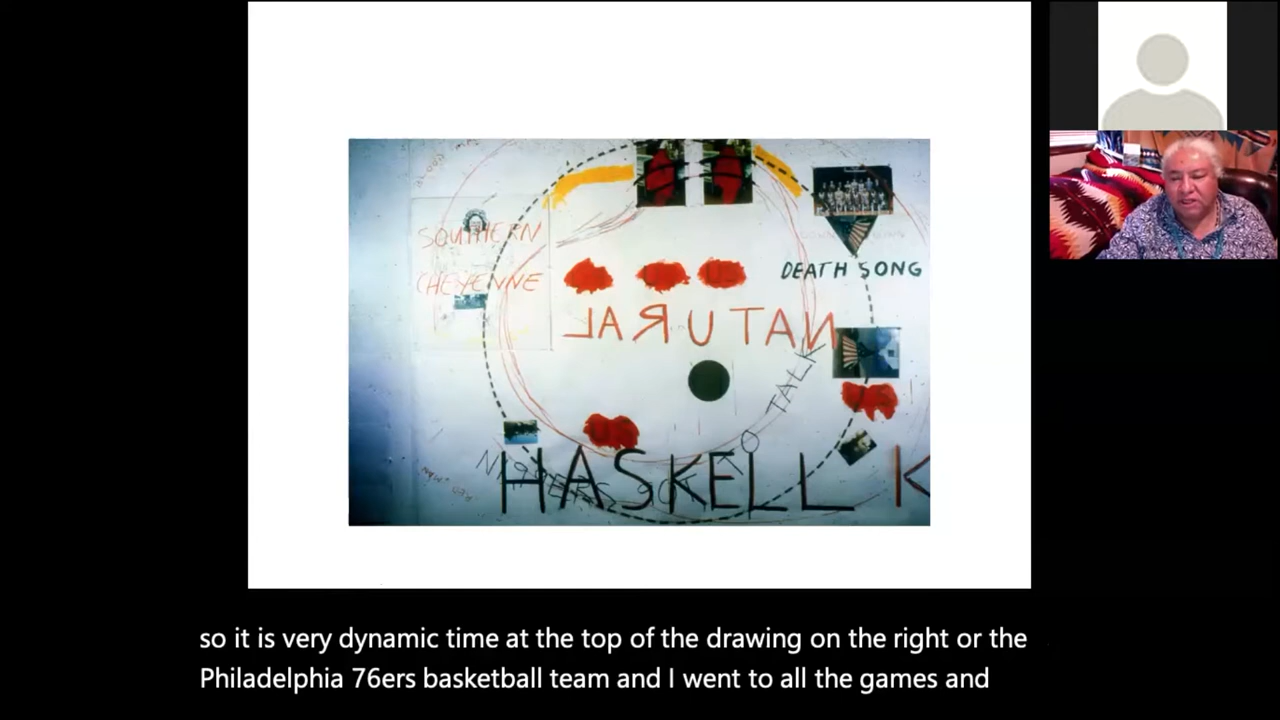 SOUTHERN
CHEYENNE
DEATH SONG
NATURAL
TALK
HASKELL K
so it is very dynamic time at the top of the drawing on the right or the
Philadelphia 76ers basketball team and I went to all the games and